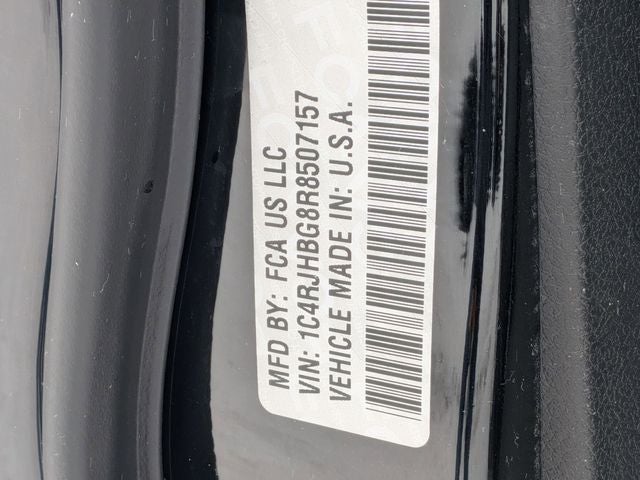 MFD BY: FCA US LLC
VIN: 1C4RJHBG8R8507157
VEHICLE MADE IN: U.S.A.